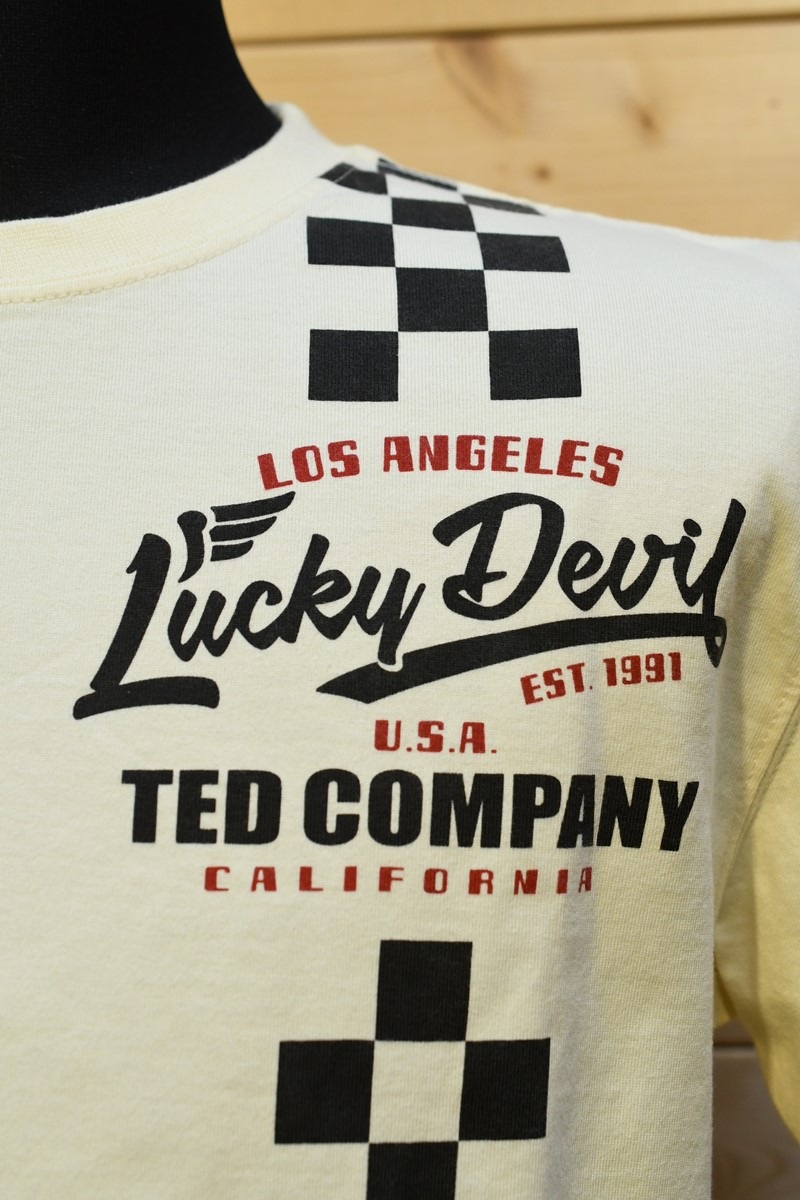 LOS ANGELES
Lucky Devil
EST. 1991
U.S.A.
TED COMPANY
CALIFORNIA